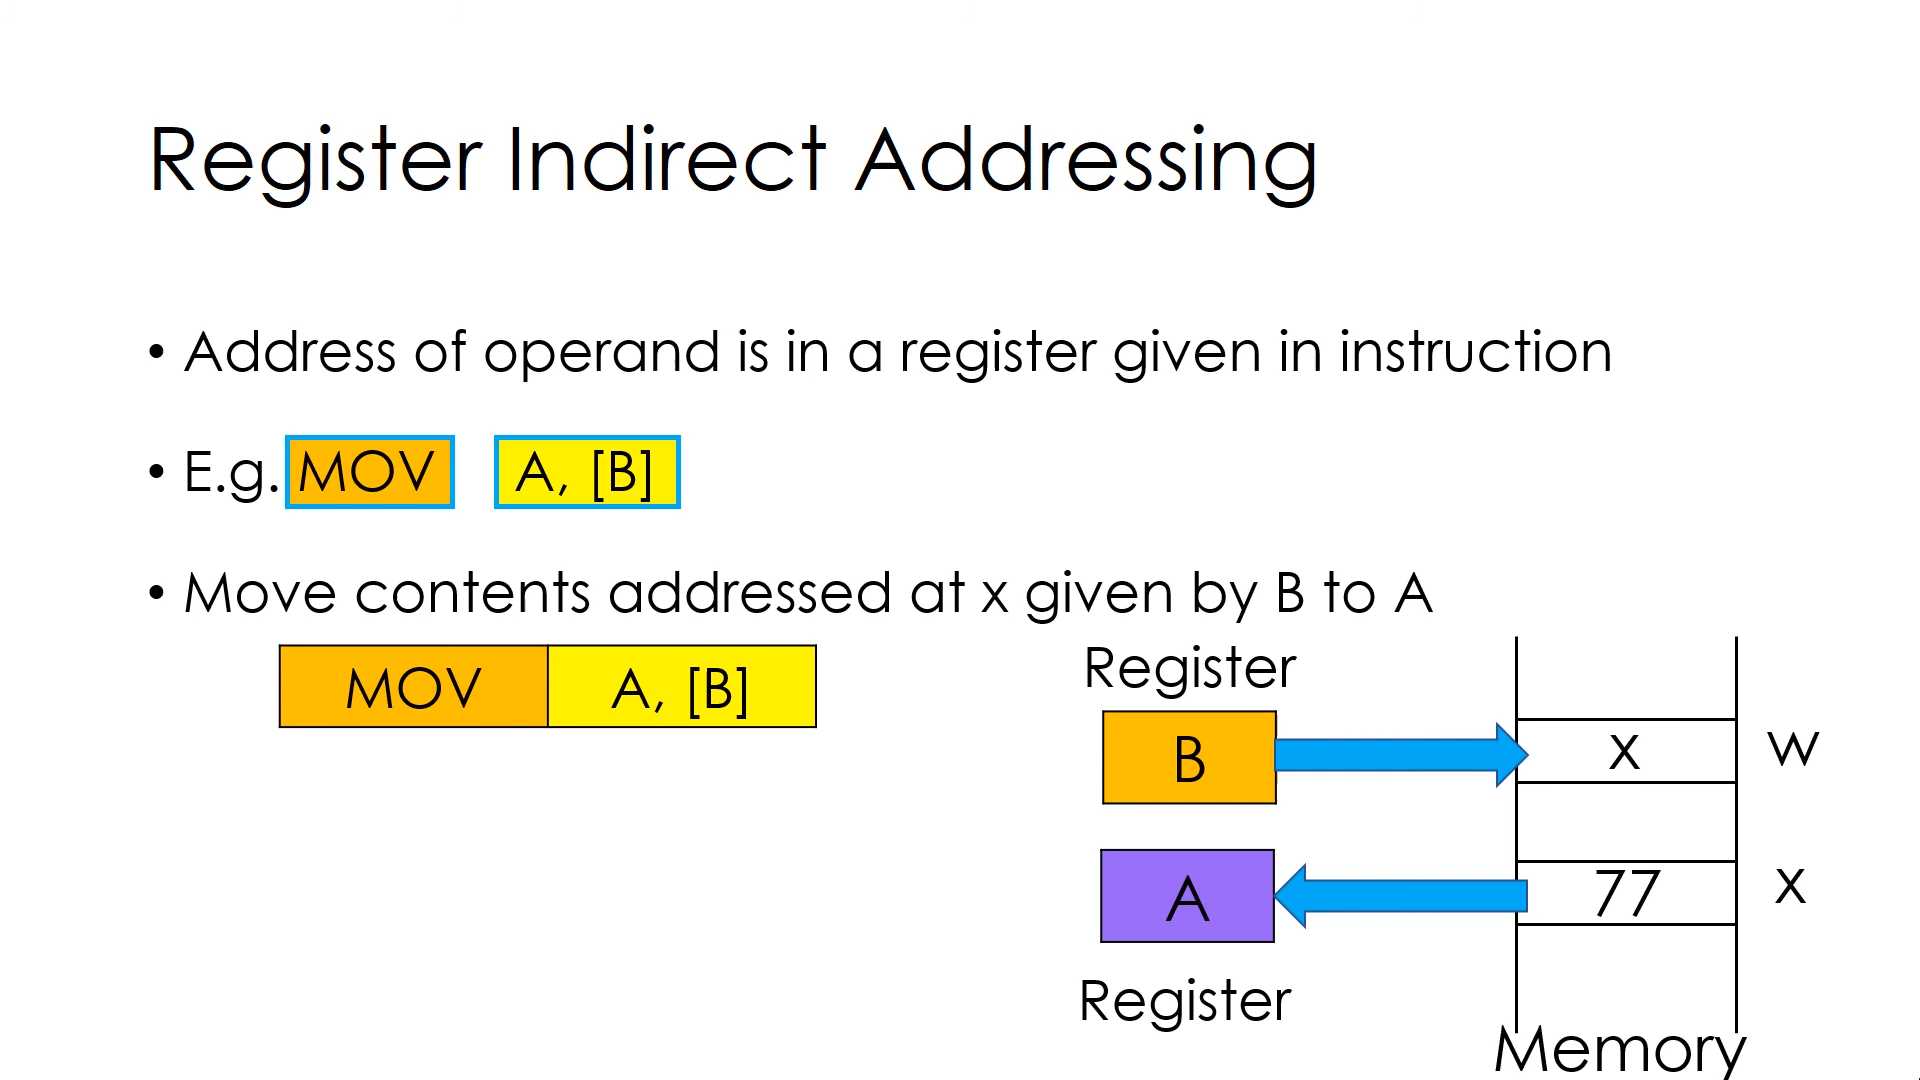 Register Indirect Addressing
• Address of operand is in a register given in instruction
• E.g. MOV A, [B]
• Move contents addressed at x given by B to A
MOV A, [B]
Register
B
x
w
A
77
x
Register
Memory